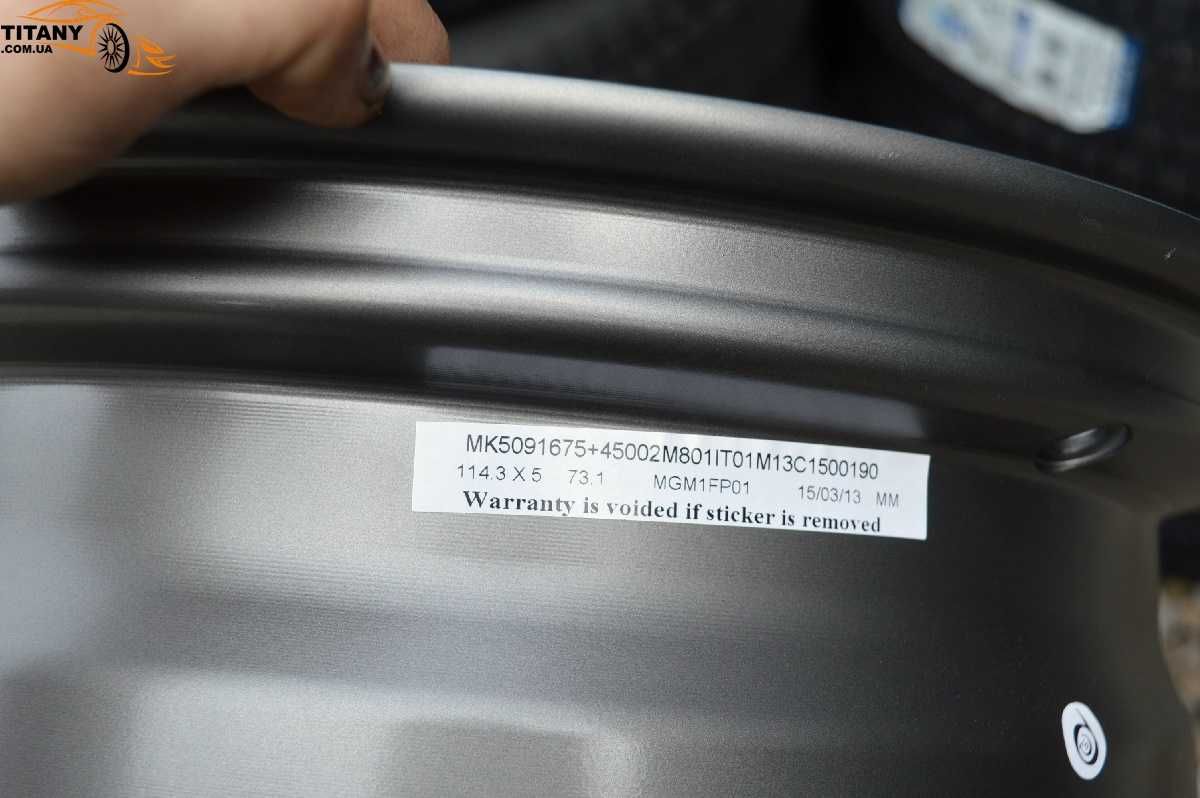 TITANY
.COM.UA
MK5091675+45002M801IT01M13C1500190
114.3 X 5 73.1 MGM1FP01 15/03/13 MM
Warranty is voided if sticker is removed